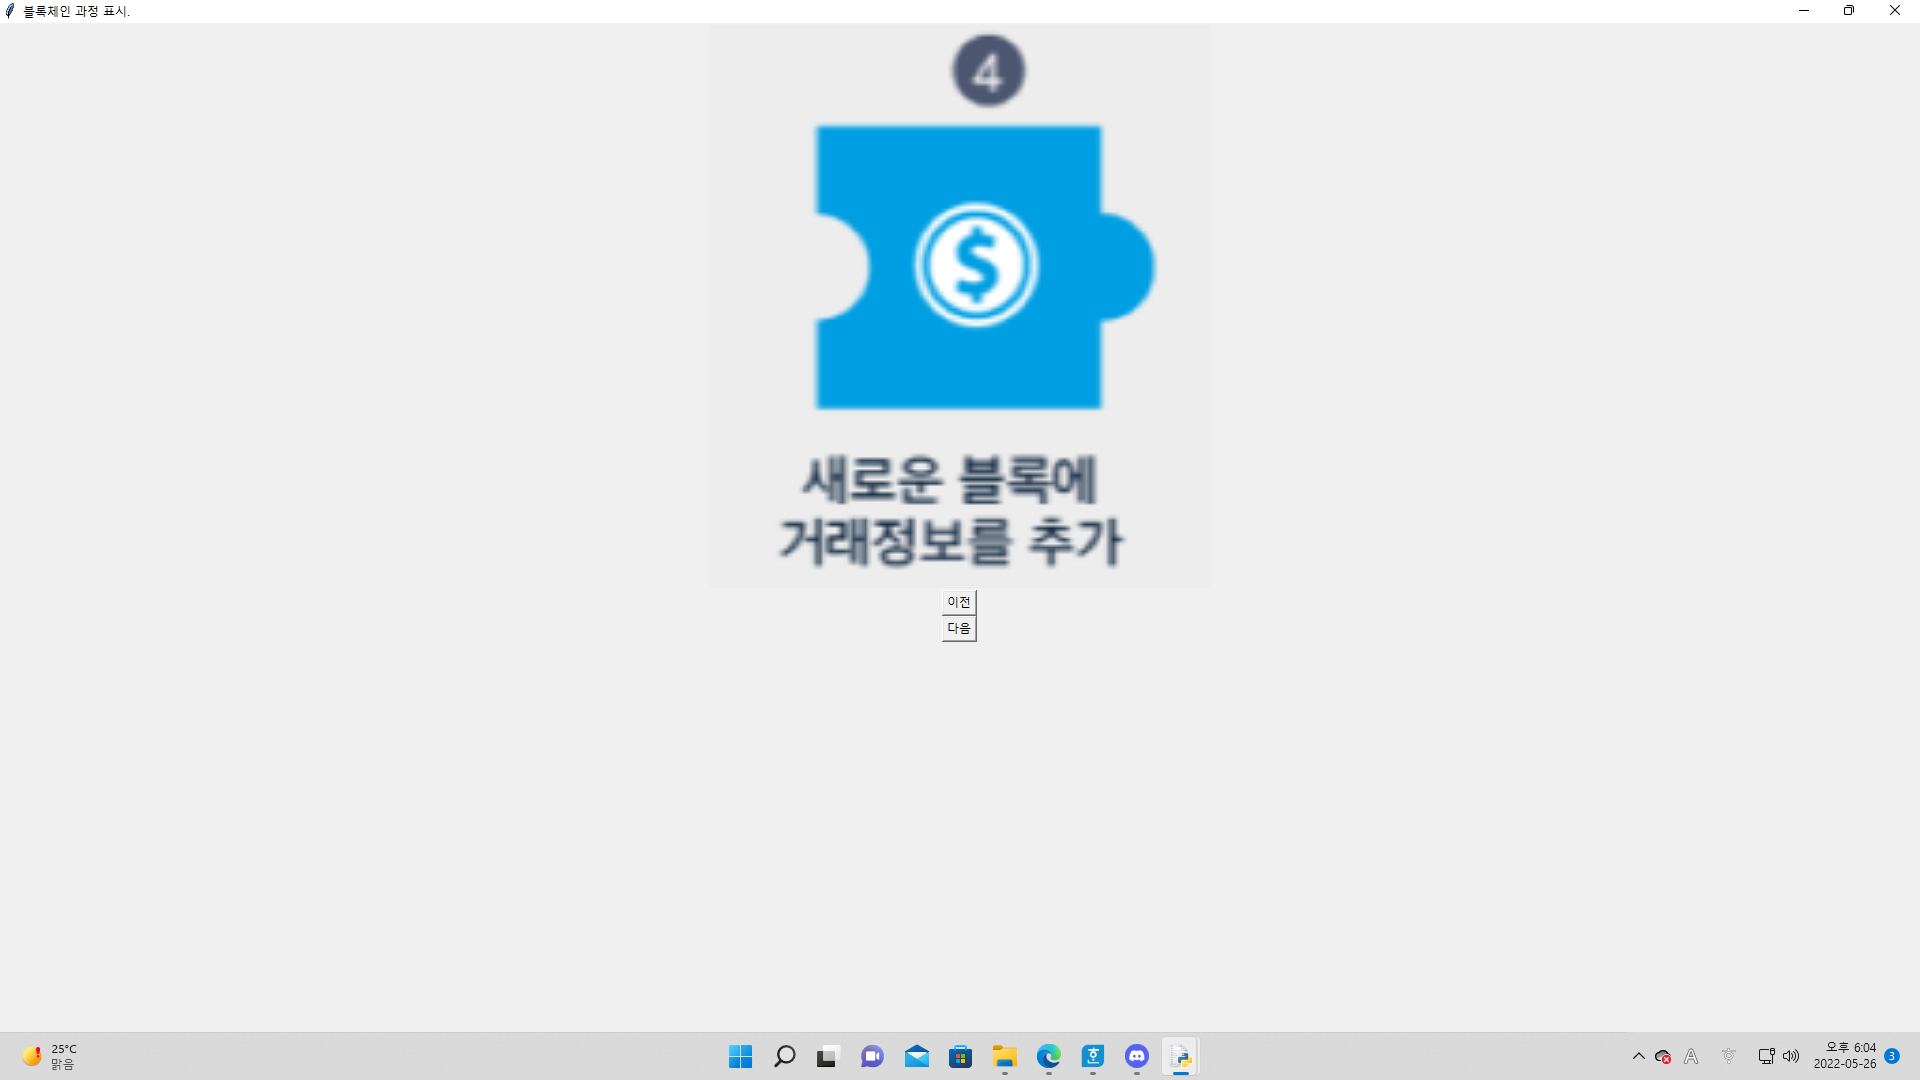 블록체인 과정 표시.
4
$
새로운 블록에
거래정보를 추가
이전
다음
25°C
맑음
A
오후 6:04
2022-05-26
3